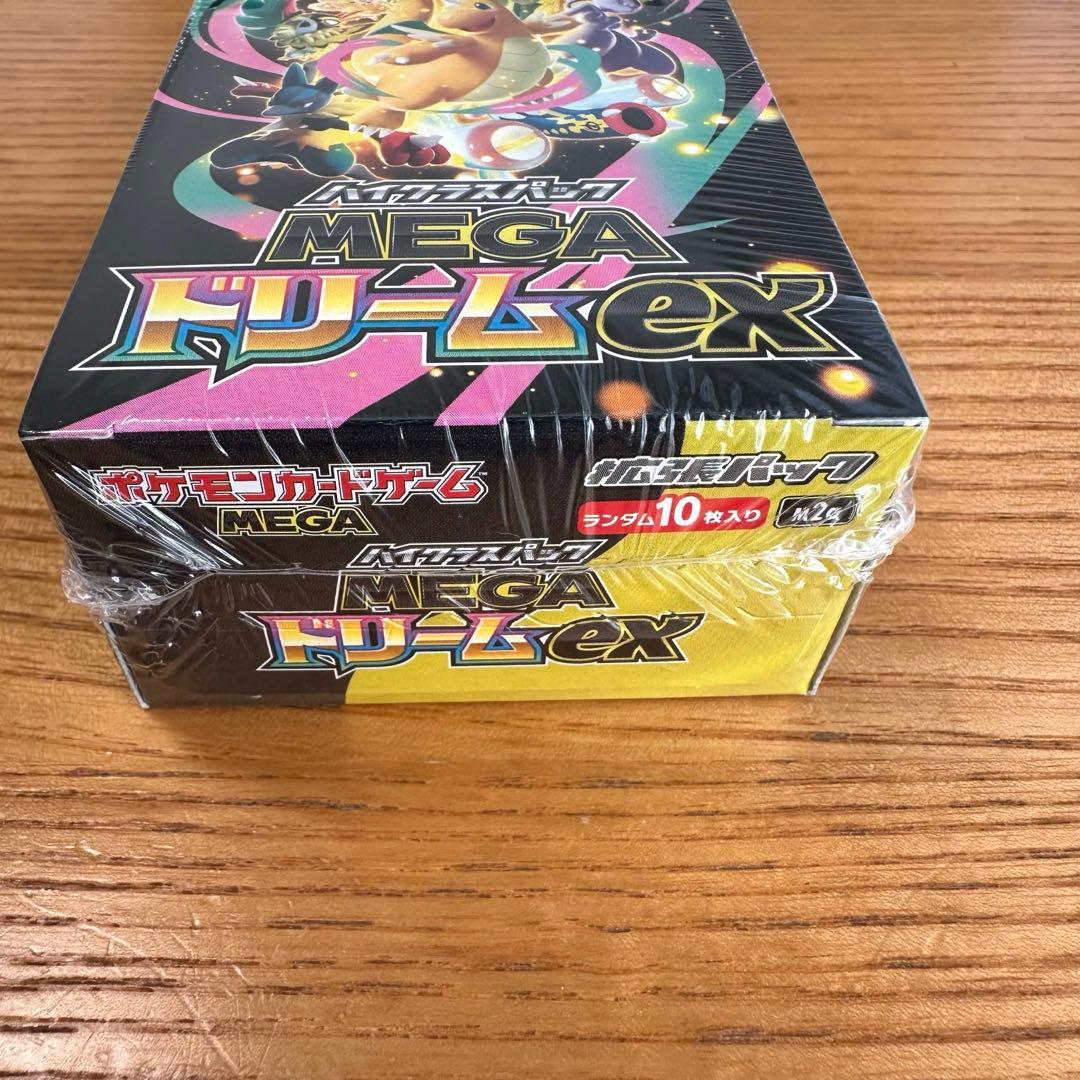 ハイクラスパック
MEGA
ドリームex
ポケモンカードゲーム™
MEGA
拡張パック
ランダム10枚入り M2a
ハイクラスパック
MEGA
ドリームex